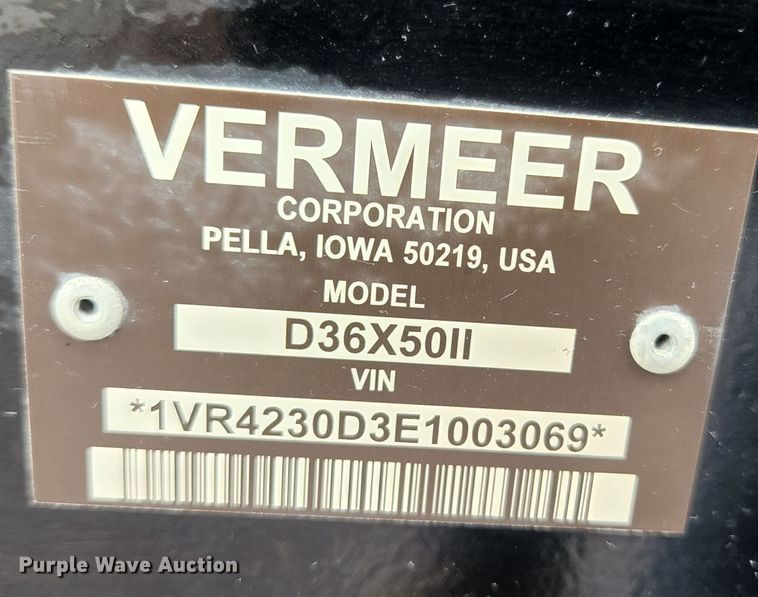 VERMEER
CORPORATION
PELLA, IOWA 50219, USA
MODEL
D36X50II
VIN
*1VR4230D3E1003069*
Purple Wave Auction